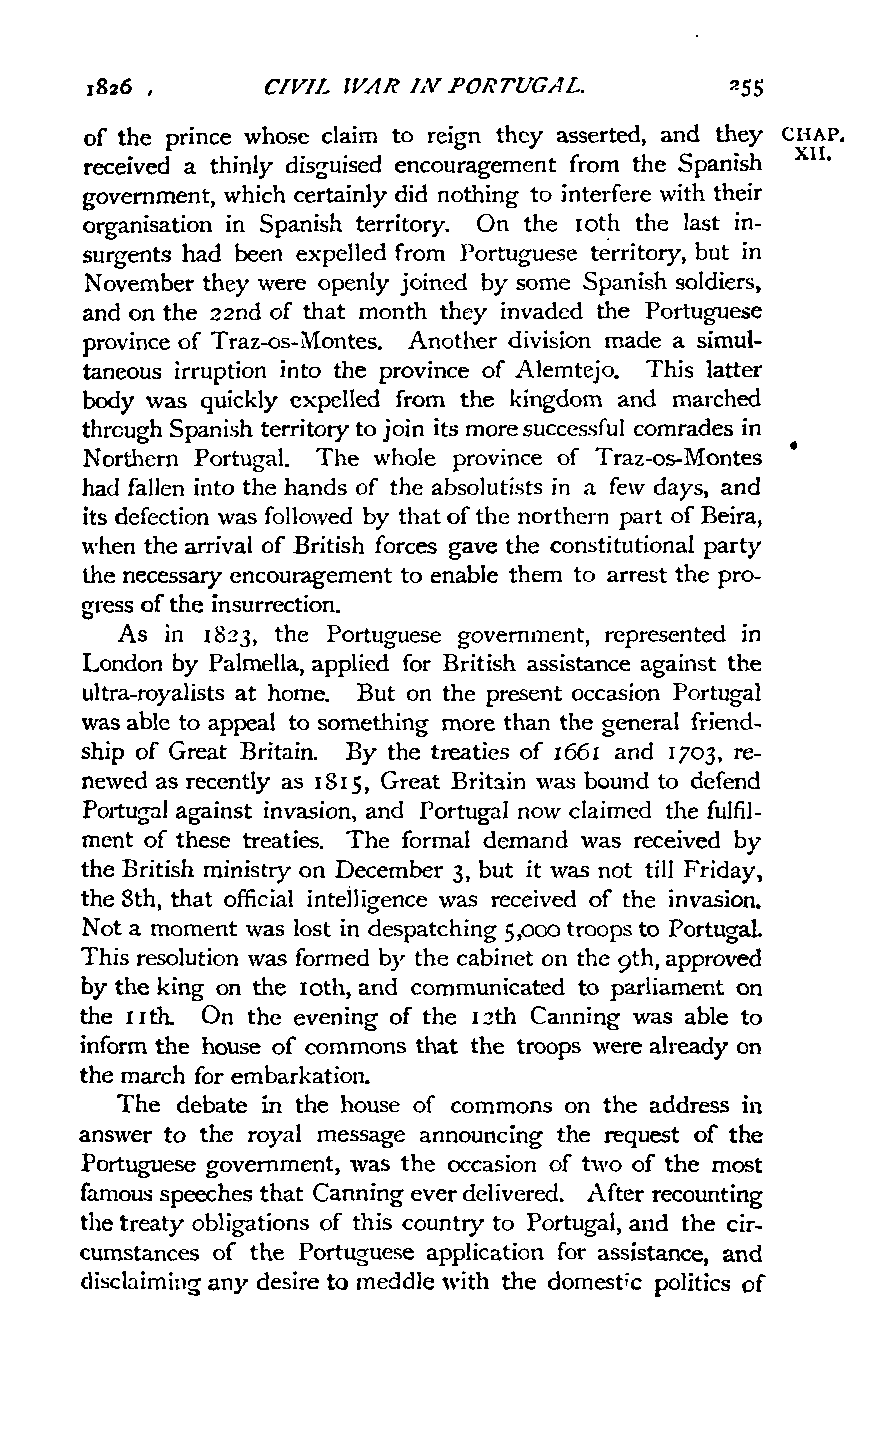 1826 , CIVIL WAR IN PORTUGAL. 255
of the prince whose claim to reign they asserted, and they CHAP.
received a thinly disguised encouragement from the Spanish XII.
government, which certainly did nothing to interfere with their
organisation in Spanish territory. On the 10th the last in-
surgents had been expelled from Portuguese territory, but in
November they were openly joined by some Spanish soldiers,
and on the 22nd of that month they invaded the Portuguese
province of Traz-os-Montes. Another division made a simul-
taneous irruption into the province of Alemtejo. This latter
body was quickly expelled from the kingdom and marched
through Spanish territory to join its more successful comrades in
Northern Portugal. The whole province of Traz-os-Montes
had fallen into the hands of the absolutists in a few days, and
its defection was followed by that of the northern part of Beira,
when the arrival of British forces gave the constitutional party
the necessary encouragement to enable them to arrest the pro-
gress of the insurrection.
As in 1823, the Portuguese government, represented in
London by Palmella, applied for British assistance against the
ultra-royalists at home. But on the present occasion Portugal
was able to appeal to something more than the general friend-
ship of Great Britain. By the treaties of 1661 and 1703, re-
newed as recently as 1815, Great Britain was bound to defend
Portugal against invasion, and Portugal now claimed the fulfil-
ment of these treaties. The formal demand was received by
the British ministry on December 3, but it was not till Friday,
the 8th, that official intelligence was received of the invasion.
Not a moment was lost in despatching 5,000 troops to Portugal.
This resolution was formed by the cabinet on the 9th, approved
by the king on the 10th, and communicated to parliament on
the 11th. On the evening of the 12th Canning was able to
inform the house of commons that the troops were already on
the march for embarkation.
The debate in the house of commons on the address in
answer to the royal message announcing the request of the
Portuguese government, was the occasion of two of the most
famous speeches that Canning ever delivered. After recounting
the treaty obligations of this country to Portugal, and the cir-
cumstances of the Portuguese application for assistance, and
disclaiming any desire to meddle with the domestic politics of